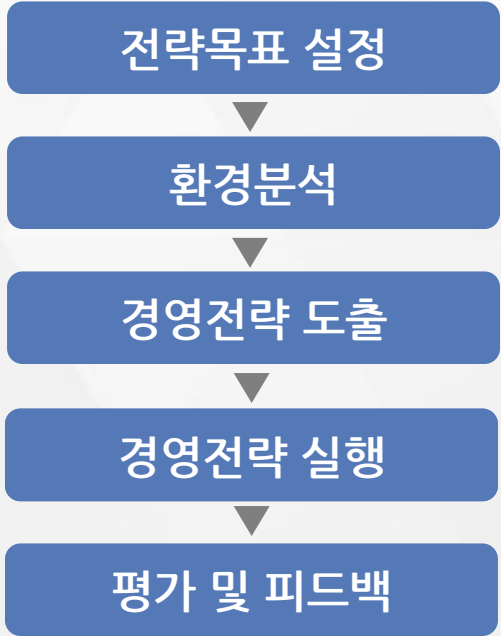 전략목표 설정
환경분석
경영전략 도출
경영전략 실행
평가 및 피드백